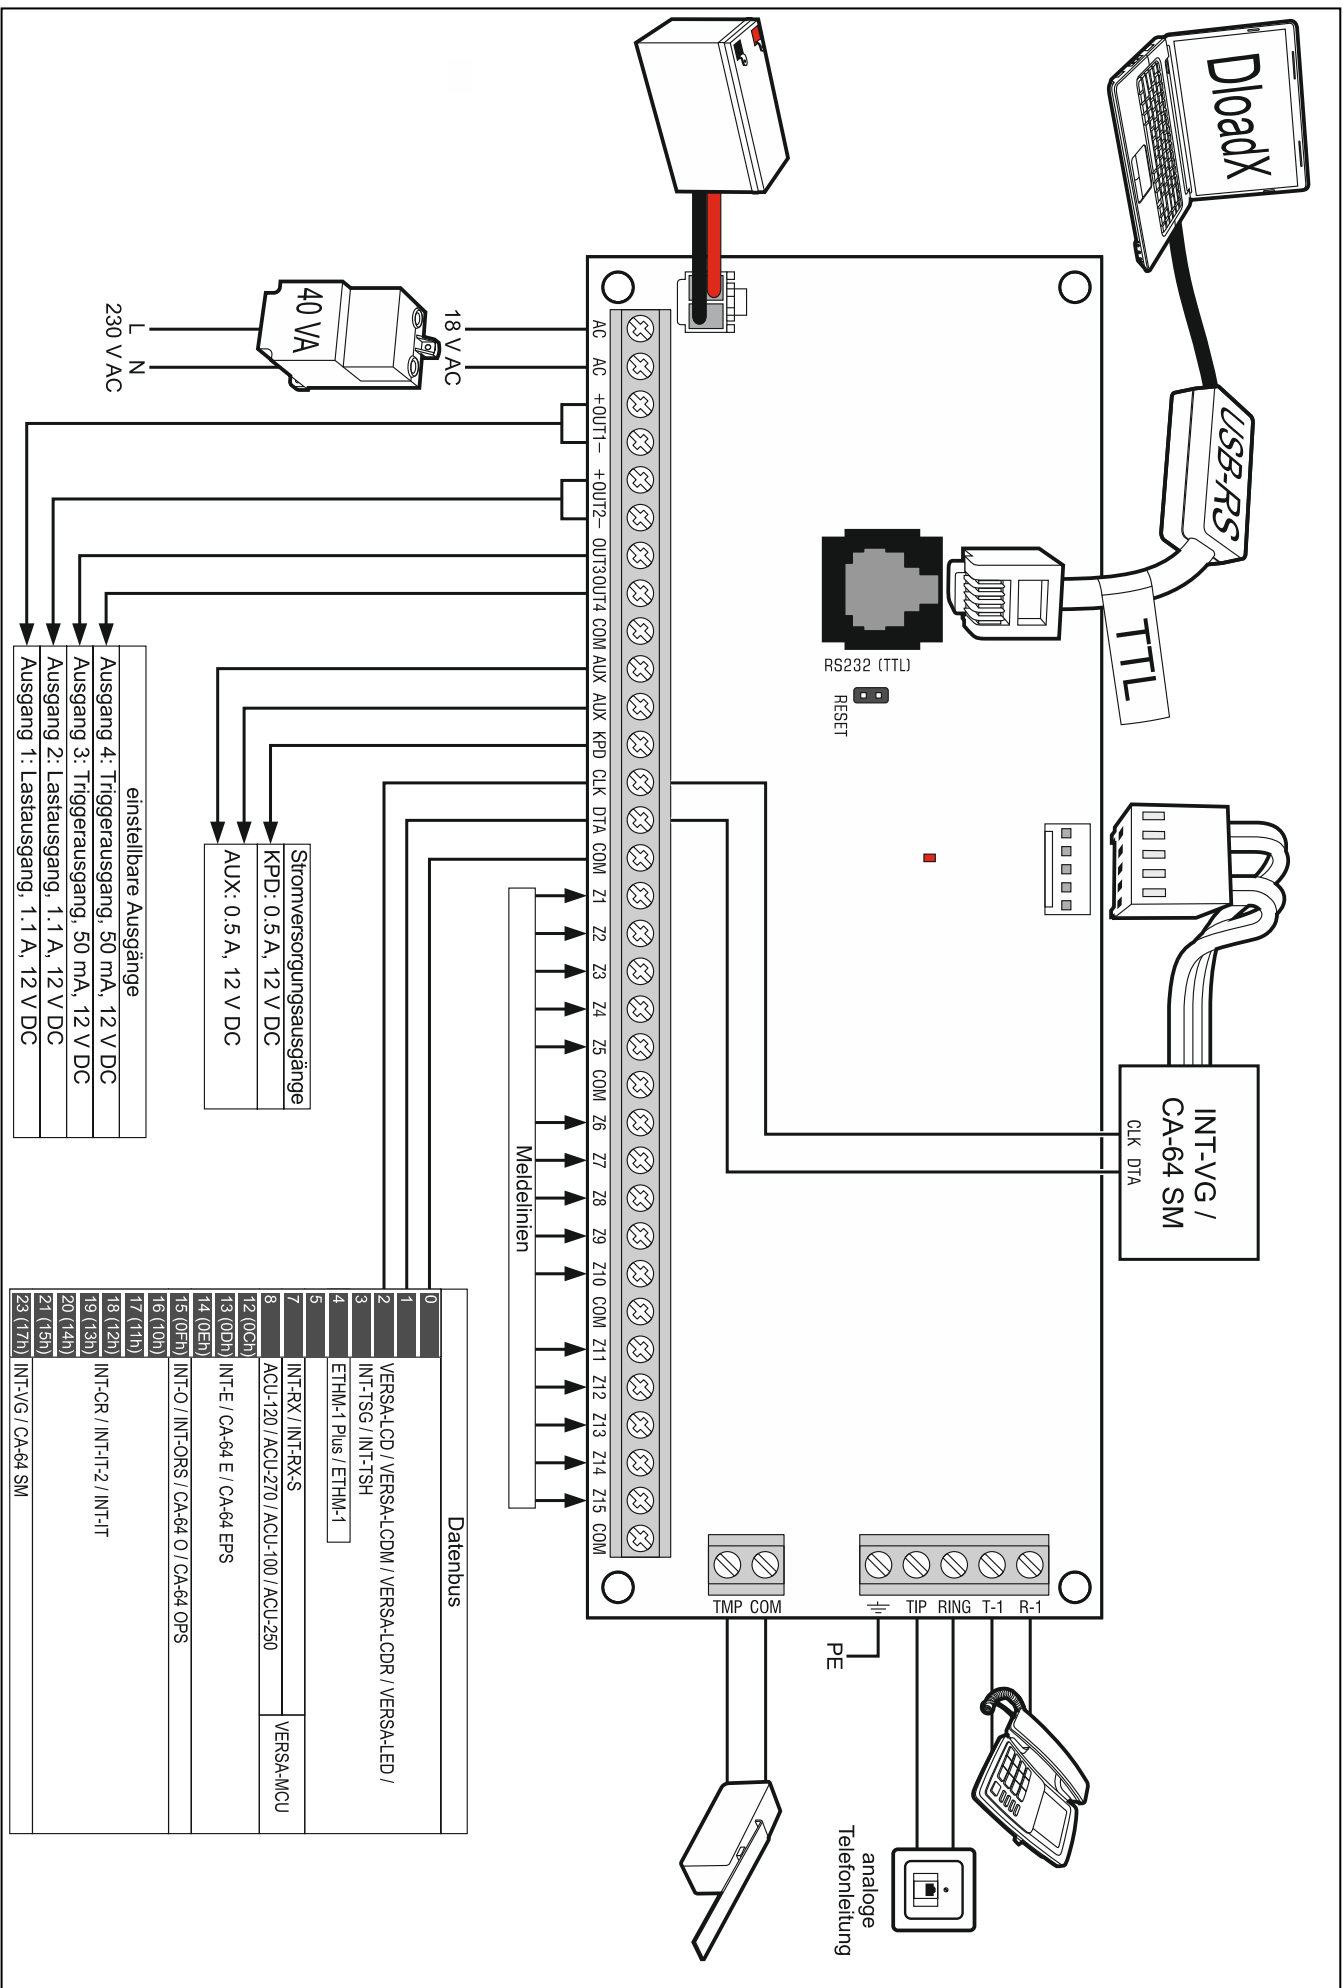 DloadX
USB-RS
TTL
RS232 (TTL)
RESET
INT-VG /
CA-64 SM
CLK DTA
40 VA
18 V AC
L N
230 V AC
AC AC +OUT1– +OUT2– OUT3 OUT4 COM AUX AUX KPD CLK DTA COM Z1 Z2 Z3 Z4 Z5 COM Z6 Z7 Z8 Z9 Z10 COM Z11 Z12 Z13 Z14 Z15 COM
TMP COM
TIP RING T-1 R-1
PE
analoge
Telefonleitung
Meldelinien
einstellbare Ausgänge
Ausgang 4: Triggerausgang, 50 mA, 12 V DC
Ausgang 3: Triggerausgang, 50 mA, 12 V DC
Ausgang 2: Lastausgang, 1.1 A, 12 V DC
Ausgang 1: Lastausgang, 1.1 A, 12 V DC
Stromversorgungsausgänge
KPD: 0.5 A, 12 V DC
AUX: 0.5 A, 12 V DC
Datenbus
0
1
2 VERSA-LCD / VERSA-LCDM / VERSA-LCDR / VERSA-LED /
3 INT-TSG / INT-TSH
4 ETHM-1 Plus / ETHM-1
5
7 INT-RX / INT-RX-S
VERSA-MCU
8 ACU-120 / ACU-270 / ACU-100 / ACU-250
12 (0Ch)
13 (0Dh) INT-E / CA-64 E / CA-64 EPS
14 (0Eh)
15 (0Fh) INT-O / INT-ORS / CA-64 O / CA-64 OPS
16 (10h)
17 (11h)
18 (12h)
19 (13h) INT-CR / INT-IT-2 / INT-IT
20 (14h)
21 (15h)
23 (17h) INT-VG / CA-64 SM